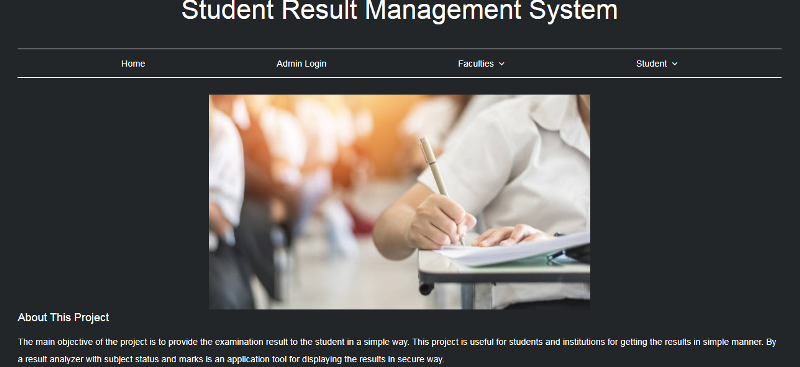 Student Result Management System
Home
Admin Login
Faculties
Student
About This Project
The main objective of the project is to provide the examination result to the student in a simple way. This project is useful for students and institutions for getting the results in simple manner. By
a result analyzer with subject status and marks is an application tool for displaying the results in secure way.